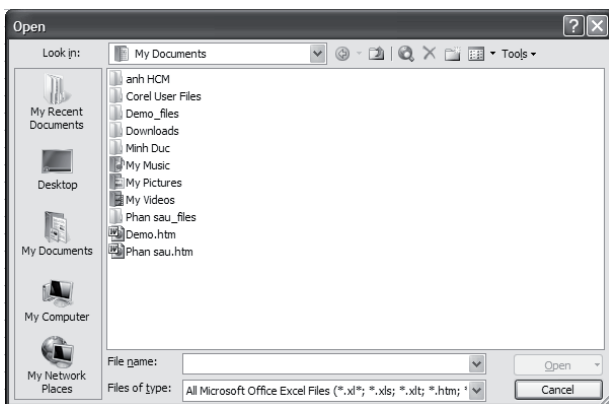 Open
Look in:
My Documents
Tools
My Recent
Documents
Desktop
My Documents
My Computer
My Network
Places
anh HCM
Corel User Files
Demo_files
Downloads
Minh Duc
My Music
My Pictures
My Videos
Phan sau_files
Demo.htm
Phan sau.htm
File name:
Open
Files of type:
All Microsoft Office Excel Files (*.xl*; *.xls; *.xlt; *.htm; *
Cancel